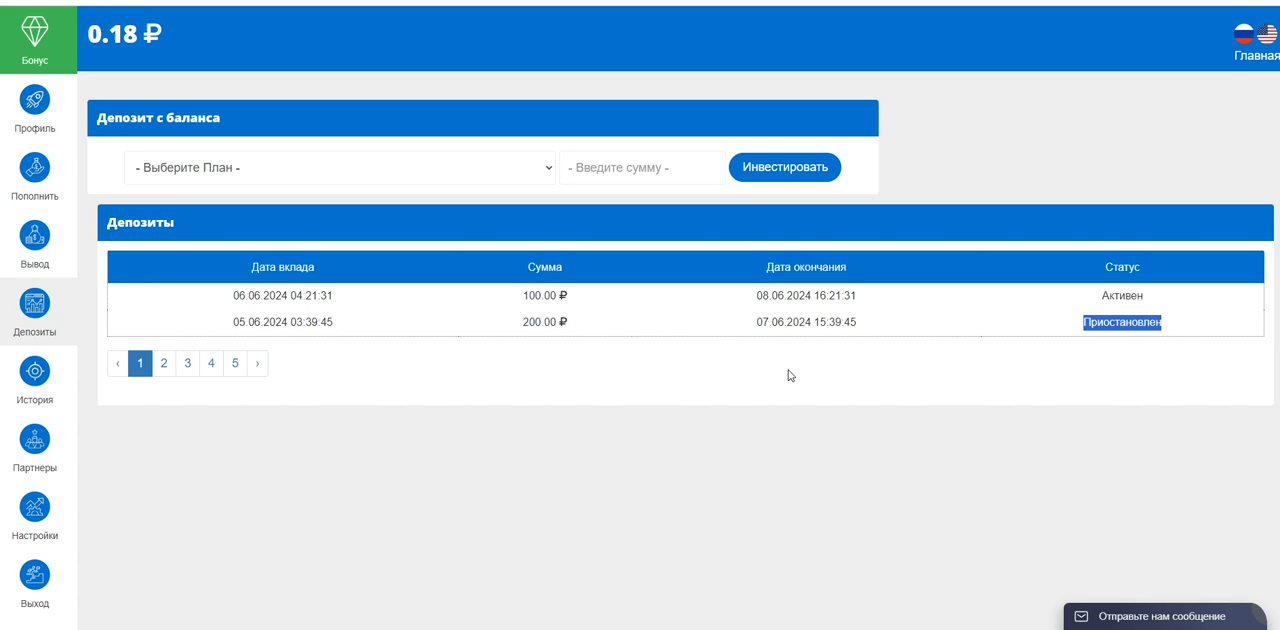 0.18 ₽
Главная
Бонус
Профиль
Пополнить
Вывод
Депозиты
История
Партнеры
Настройки
Выход
Депозит с баланса
- Выберите План -
- Введите сумму -
Инвестировать
Депозиты
Дата вклада Сумма Дата окончания Статус
06.06.2024 04:21:31 100.00 ₽ 08.06.2024 16:21:31 Активен
05.06.2024 03:39:45 200.00 ₽ 07.06.2024 15:39:45 Приостановлен
‹ 1 2 3 4 5 ›
Отправьте нам сообщение